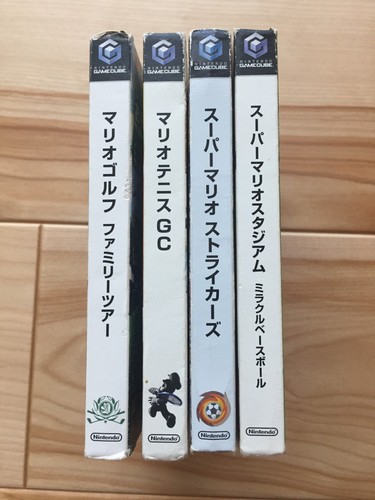 NINTENDO
GAMECUBE
マリオゴルフ ファミリーツアー
Nintendo
NINTENDO
GAMECUBE
マリオテニスGC
Nintendo
NINTENDO
GAMECUBE
スーパーマリオ ストライカーズ
Nintendo
NINTENDO
GAMECUBE
スーパーマリオスタジアム ミラクルベースボール
Nintendo